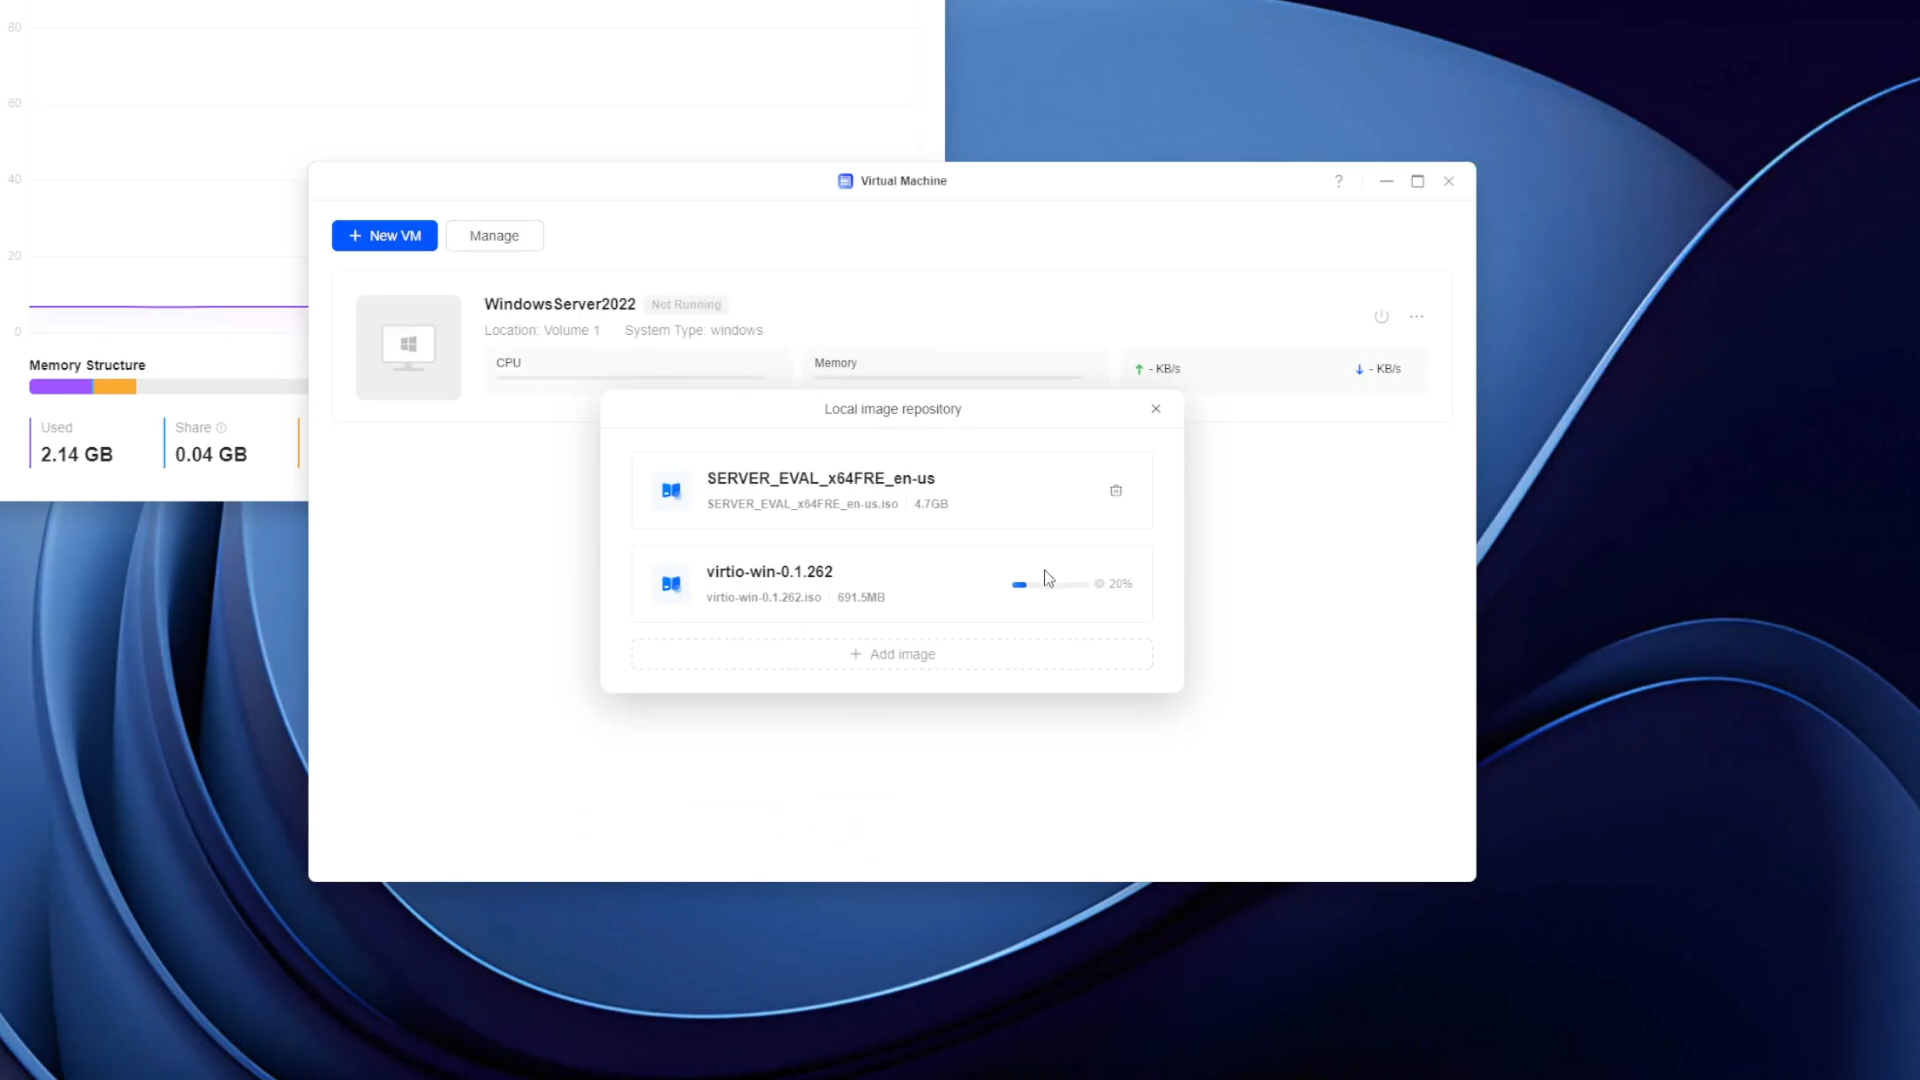 80
60
40
20
0
Memory Structure
Used
2.14 GB
Share
0.04 GB
Virtual Machine
?
+ New VM
Manage
WindowsServer2022 Not Running
Location: Volume 1 System Type: windows
CPU
Memory
↑ - KB/s
↓ - KB/s
Local image repository
SERVER_EVAL_x64FRE_en-us
SERVER_EVAL_x64FRE_en-us.iso 4.7GB
virtio-win-0.1.262
virtio-win-0.1.262.iso 691.5MB
20%
+ Add image